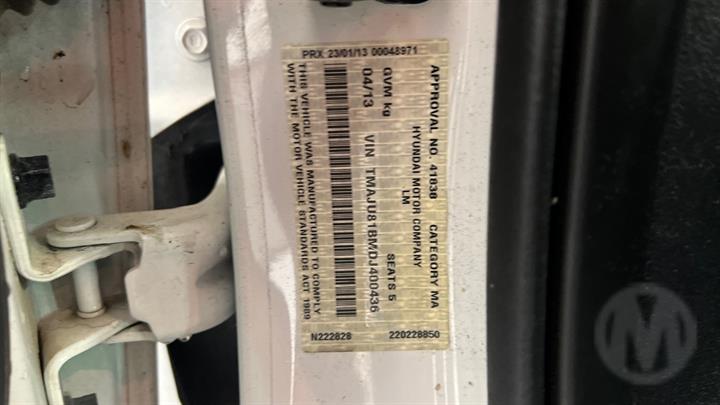 APPROVAL NO. 41838 CATEGORY MA
HYUNDAI MOTOR COMPANY
LM
GVM kg SEATS 5
04/13 VIN TMAJU81BMDJ400436
THIS VEHICLE WAS MANUFACTURED TO COMPLY
WITH THE MOTOR VEHICLE STANDARDS ACT 1989
PRX 23/01/13 00048971
N222828 220228850
M